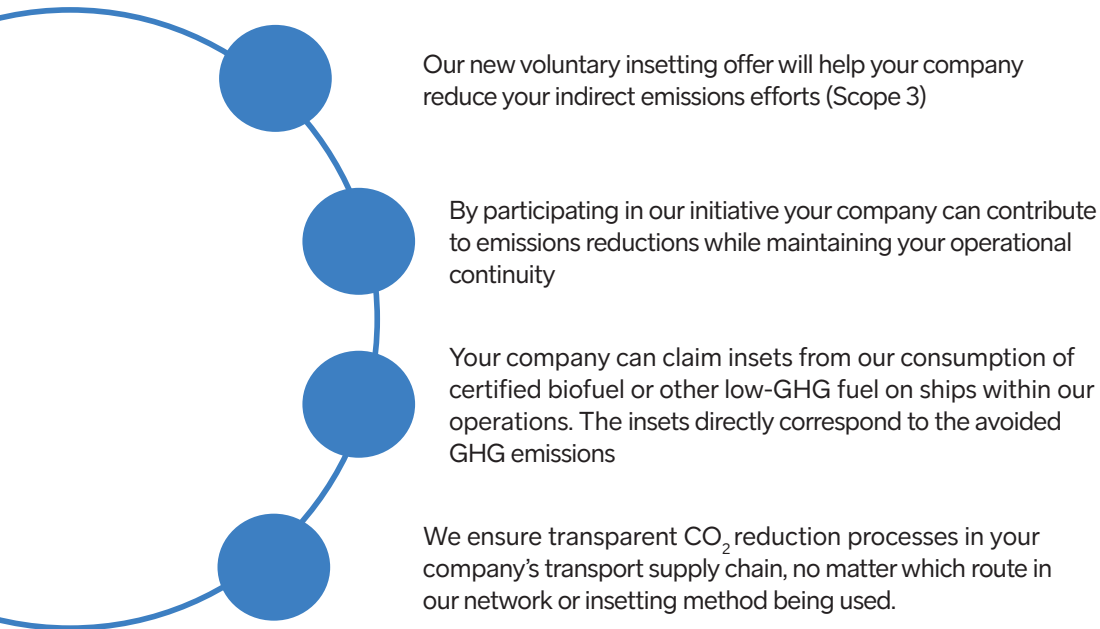 Our new voluntary insetting offer will help your company
reduce your indirect emissions efforts (Scope 3)
By participating in our initiative your company can contribute
to emissions reductions while maintaining your operational
continuity
Your company can claim insets from our consumption of
certified biofuel or other low-GHG fuel on ships within our
operations. The insets directly correspond to the avoided
GHG emissions
We ensure transparent CO₂ reduction processes in your
company's transport supply chain, no matter which route in
our network or insetting method being used.